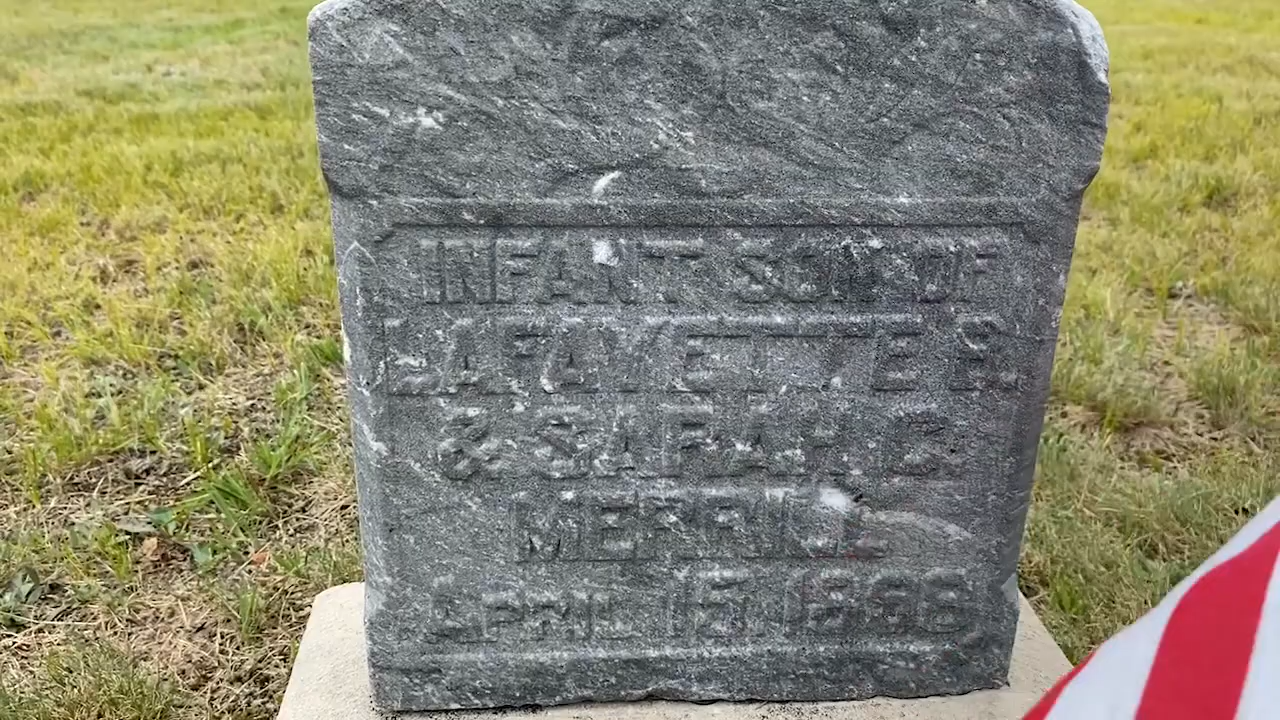 INFANT SON OF
LAFAYETTE S.
& SARAH C.
MERRILL
APRIL 15, 1868